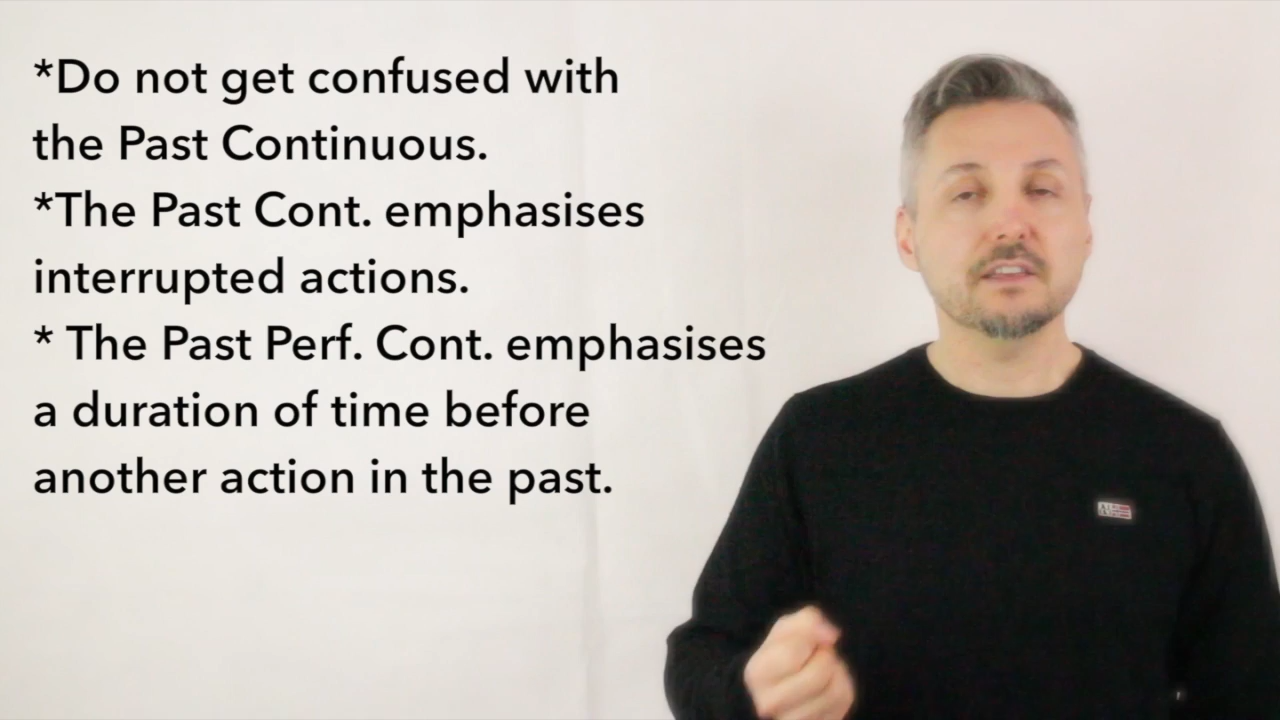 *Do not get confused with
the Past Continuous.
*The Past Cont. emphasises
interrupted actions.
* The Past Perf. Cont. emphasises
a duration of time before
another action in the past.